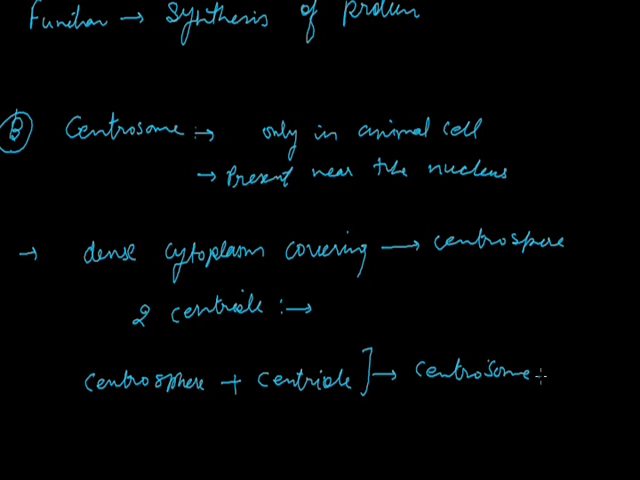 Function → Synthesis of protein
B Centrosome :→ only in animal cell
→ Present near the nucleus
→ dense cytoplasm covering → centrospere
2 centriole :→
centrosphere + centriole ] → centrosome